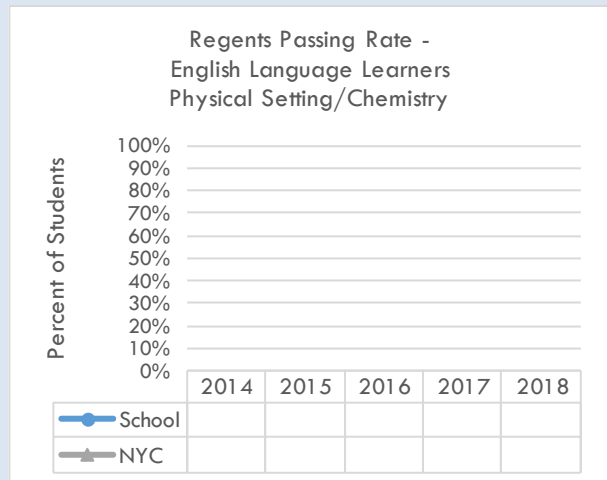 Regents Passing Rate -
English Language Learners
Physical Setting/Chemistry
Percent of Students
100%
90%
80%
70%
60%
50%
40%
30%
20%
10%
0%
2014 2015 2016 2017 2018
School
NYC